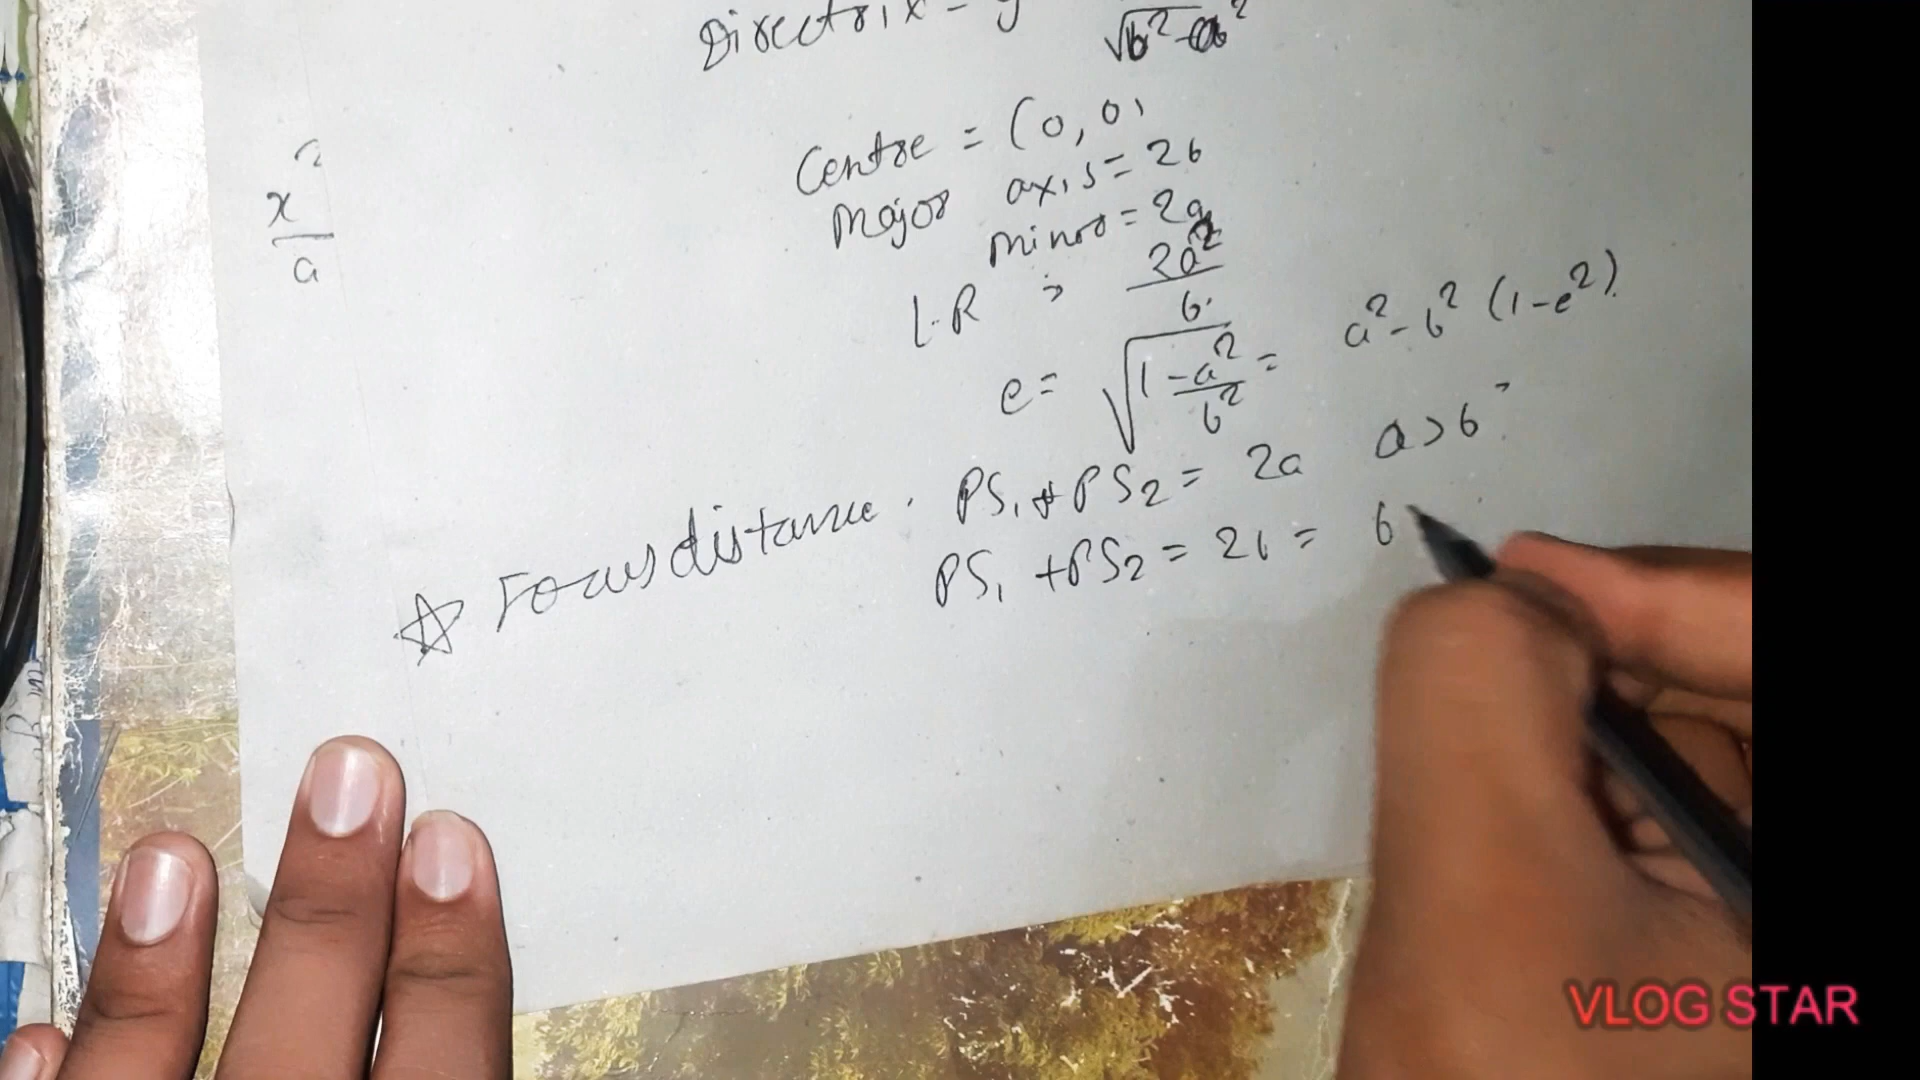 Directrix - y
√b²-a²
x²
a
Centre = (0,0)
Major axis = 2b
minor = 2a
L.R = 2a²
b
e = √1-a² = a²-b² (1-e²).
b²
☆ Focus distance. PS₁+PS₂ = 2a a>b
PS₁+PS₂ = 2b = b
VLOG STAR